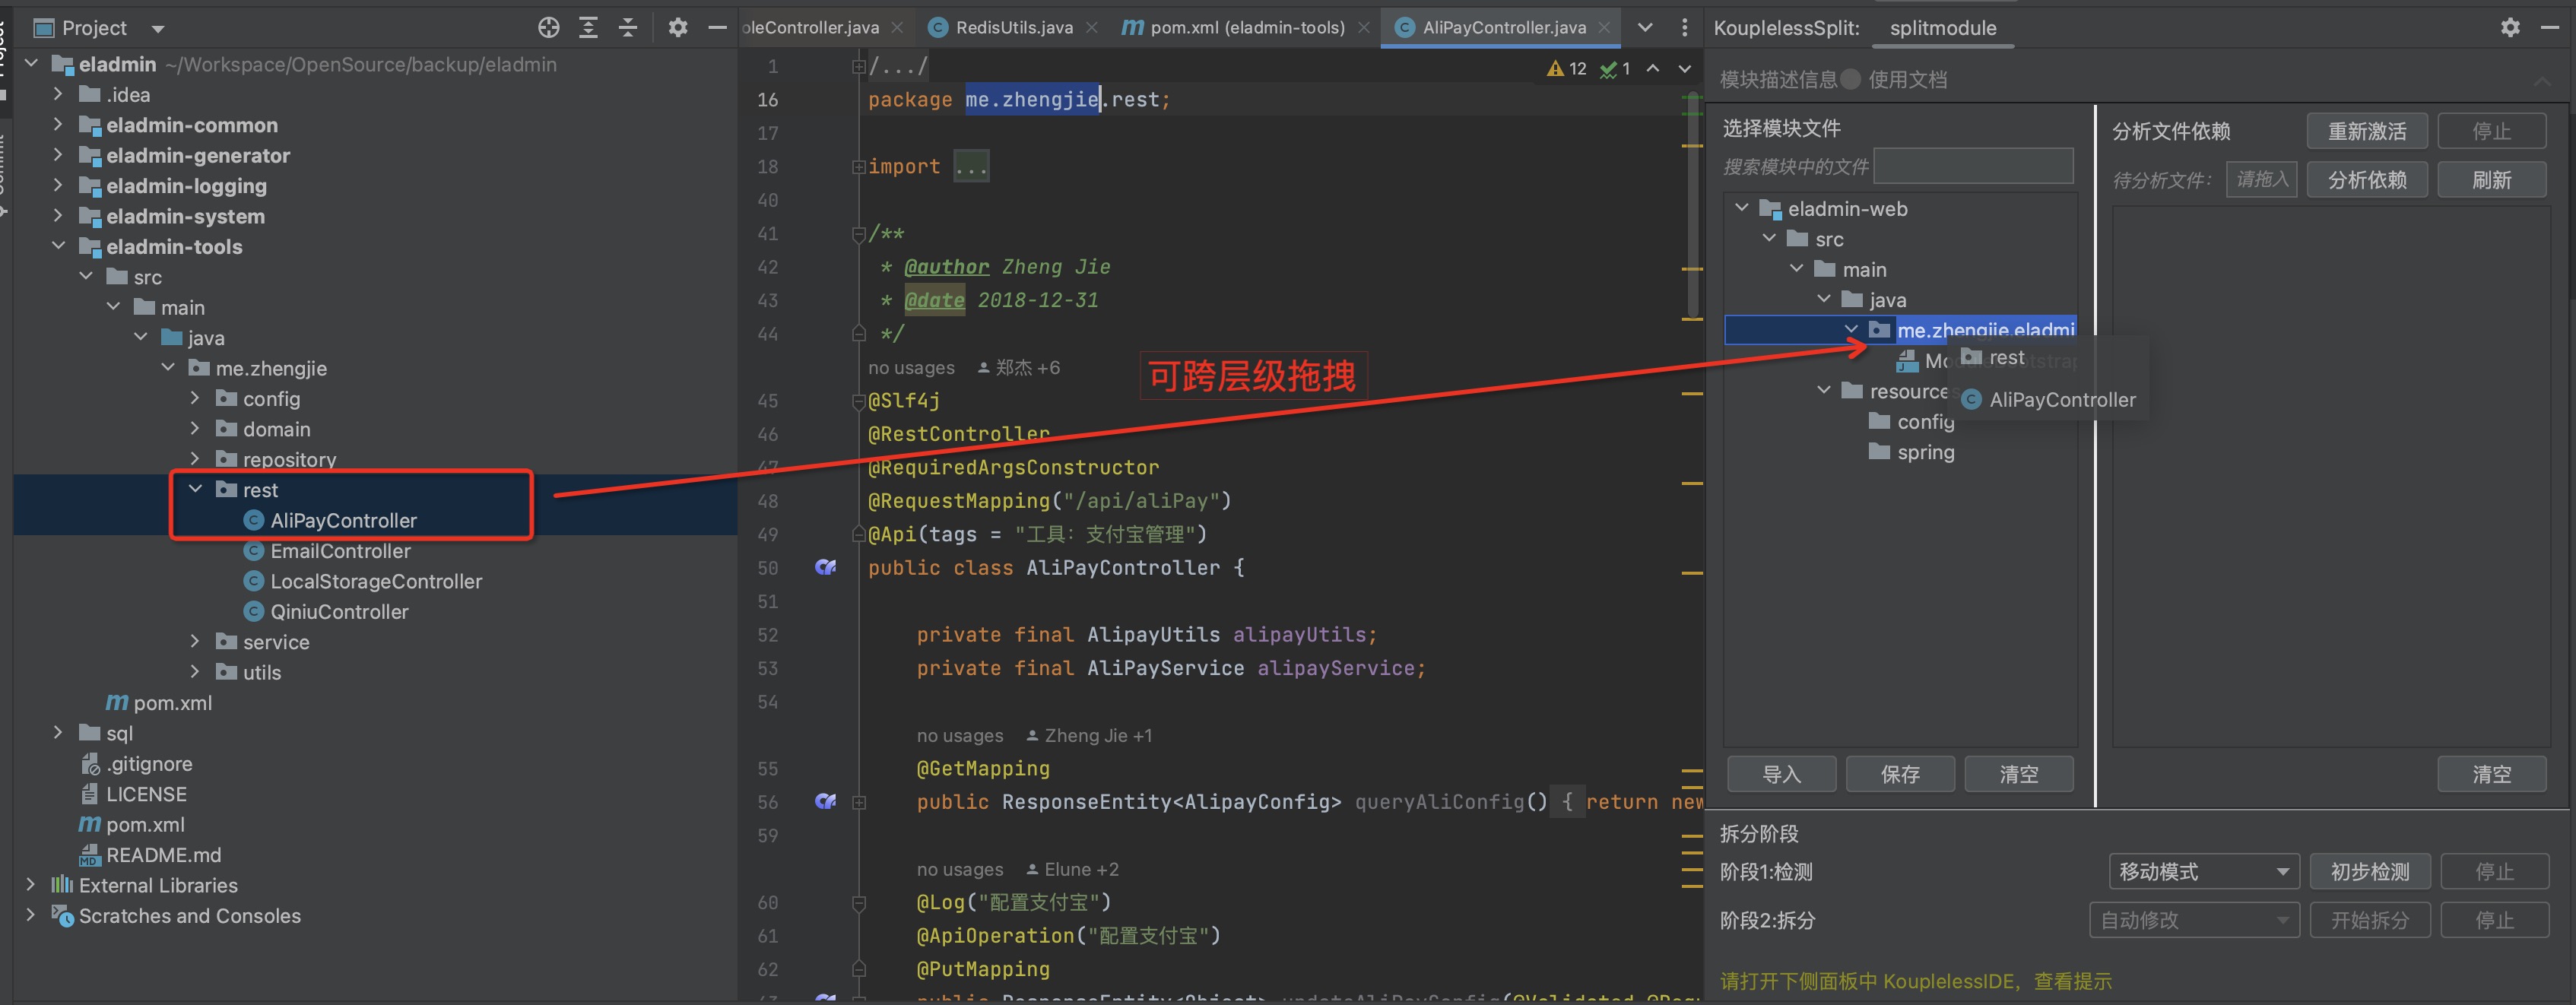 Project
eladmin ~/Workspace/OpenSource/backup/eladmin
.idea
eladmin-common
eladmin-generator
eladmin-logging
eladmin-system
eladmin-tools
src
main
java
me.zhengjie
config
domain
repository
rest
AliPayController
EmailController
LocalStorageController
QiniuController
service
utils
pom.xml
sql
.gitignore
LICENSE
pom.xml
README.md
External Libraries
Scratches and Consoles
oleController.java RedisUtils.java pom.xml (eladmin-tools) AliPayController.java
12 1
1 /.../
16 package me.zhengjie.rest;
17
18 import ...
40
41 /**
42 * @author Zheng Jie
43 * @date 2018-12-31
44 */
no usages 郑杰 +6
可跨层级拖拽
45 @Slf4j
46 @RestController
47 @RequiredArgsConstructor
48 @RequestMapping("/api/aliPay")
49 @Api(tags = "工具：支付宝管理")
50 public class AliPayController {
51
52 private final AlipayUtils alipayUtils;
53 private final AliPayService alipayService;
54
no usages Zheng Jie +1
55 @GetMapping
56 public ResponseEntity<AlipayConfig> queryAliConfig() { return new
59
no usages Elune +2
60 @Log("配置支付宝")
61 @ApiOperation("配置支付宝")
62 @PutMapping
KouplelessSplit: splitmodule
模块描述信息 使用文档
选择模块文件
搜索模块中的文件
eladmin-web
src
main
java
me.zhengjie.eladmi
rest
AliPayController
resource
config
spring
导入 保存 清空
分析文件依赖 重新激活 停止
待分析文件： 请拖入 分析依赖 刷新
清空
拆分阶段
阶段1:检测 移动模式 初步检测 停止
阶段2:拆分 自动修改 开始拆分 停止
请打开下侧面板中 KouplelessIDE，查看提示